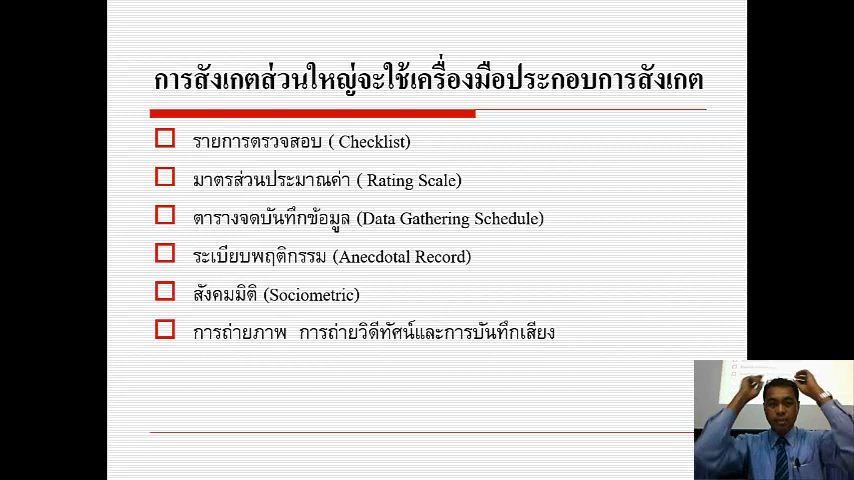 การสังเกตส่วนใหญ่จะใช้เครื่องมือประกอบการสังเกต
รายการตรวจสอบ ( Checklist)
มาตรส่วนประมาณค่า ( Rating Scale)
ตารางจดบันทึกข้อมูล (Data Gathering Schedule)
ระเบียบพฤติกรรม (Anecdotal Record)
สังคมมิติ (Sociometric)
การถ่ายภาพ การถ่ายวิดีทัศน์และการบันทึกเสียง